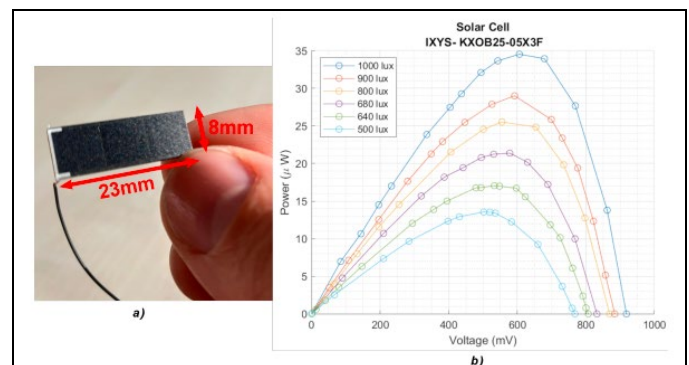 8mm
23mm
a)
Solar Cell
IXYS- KXOB25-05X3F
1000 lux
900 lux
800 lux
680 lux
640 lux
500 lux
Power (μ W)
35
30
25
20
15
10
5
0
0 200 400 600 800 1000
Voltage (mV)
b)